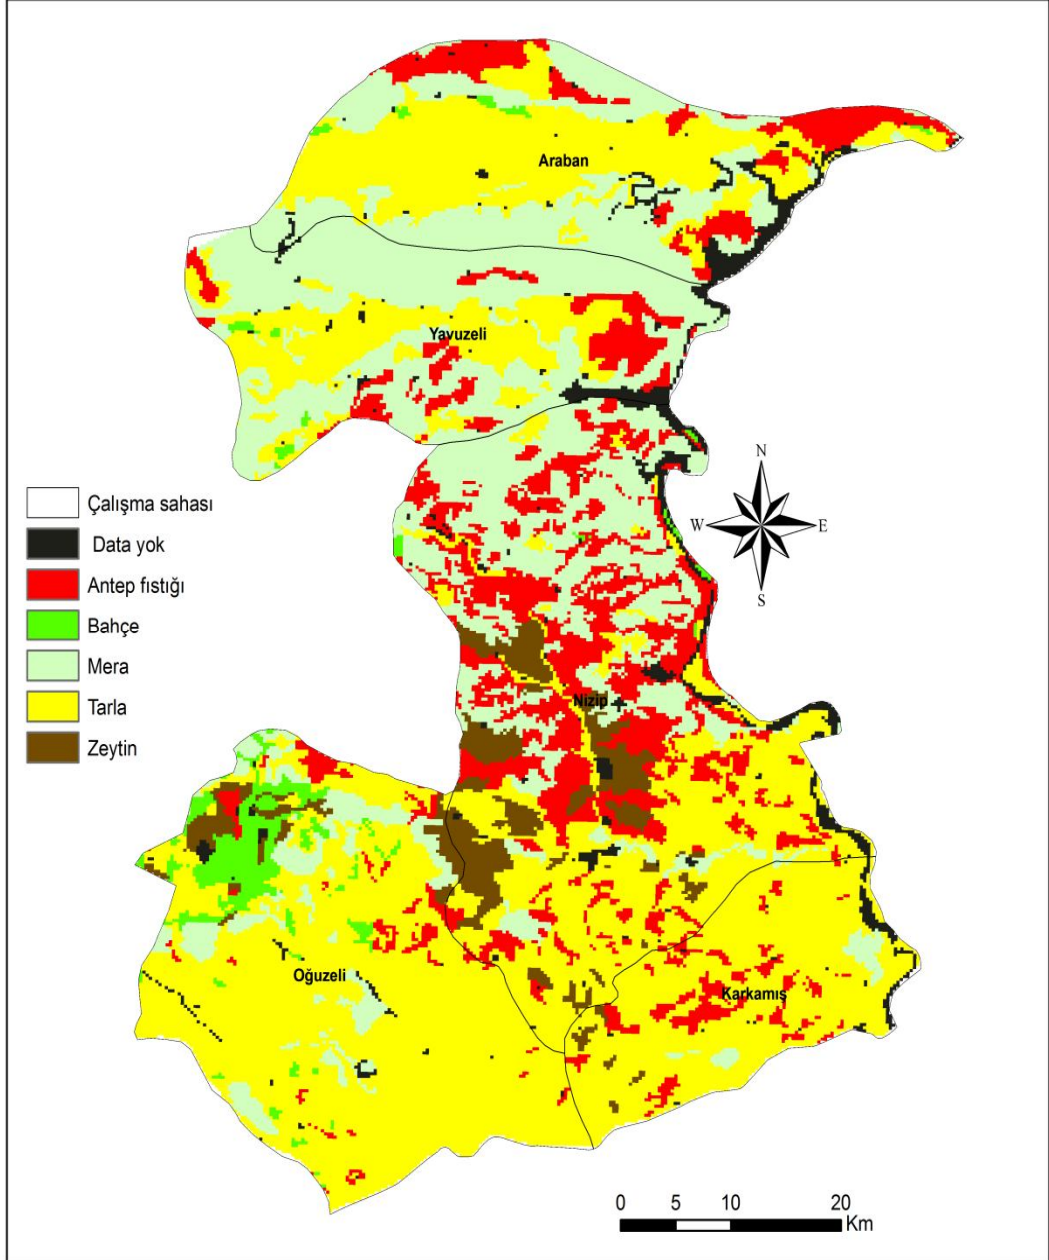 Araban
Yavuzeli
N
W E
S
Çalışma sahası
Data yok
Antep fıstığı
Bahçe
Mera
Tarla
Zeytin
Nizip
Oğuzeli
Karkamış
0 5 10 20
Km